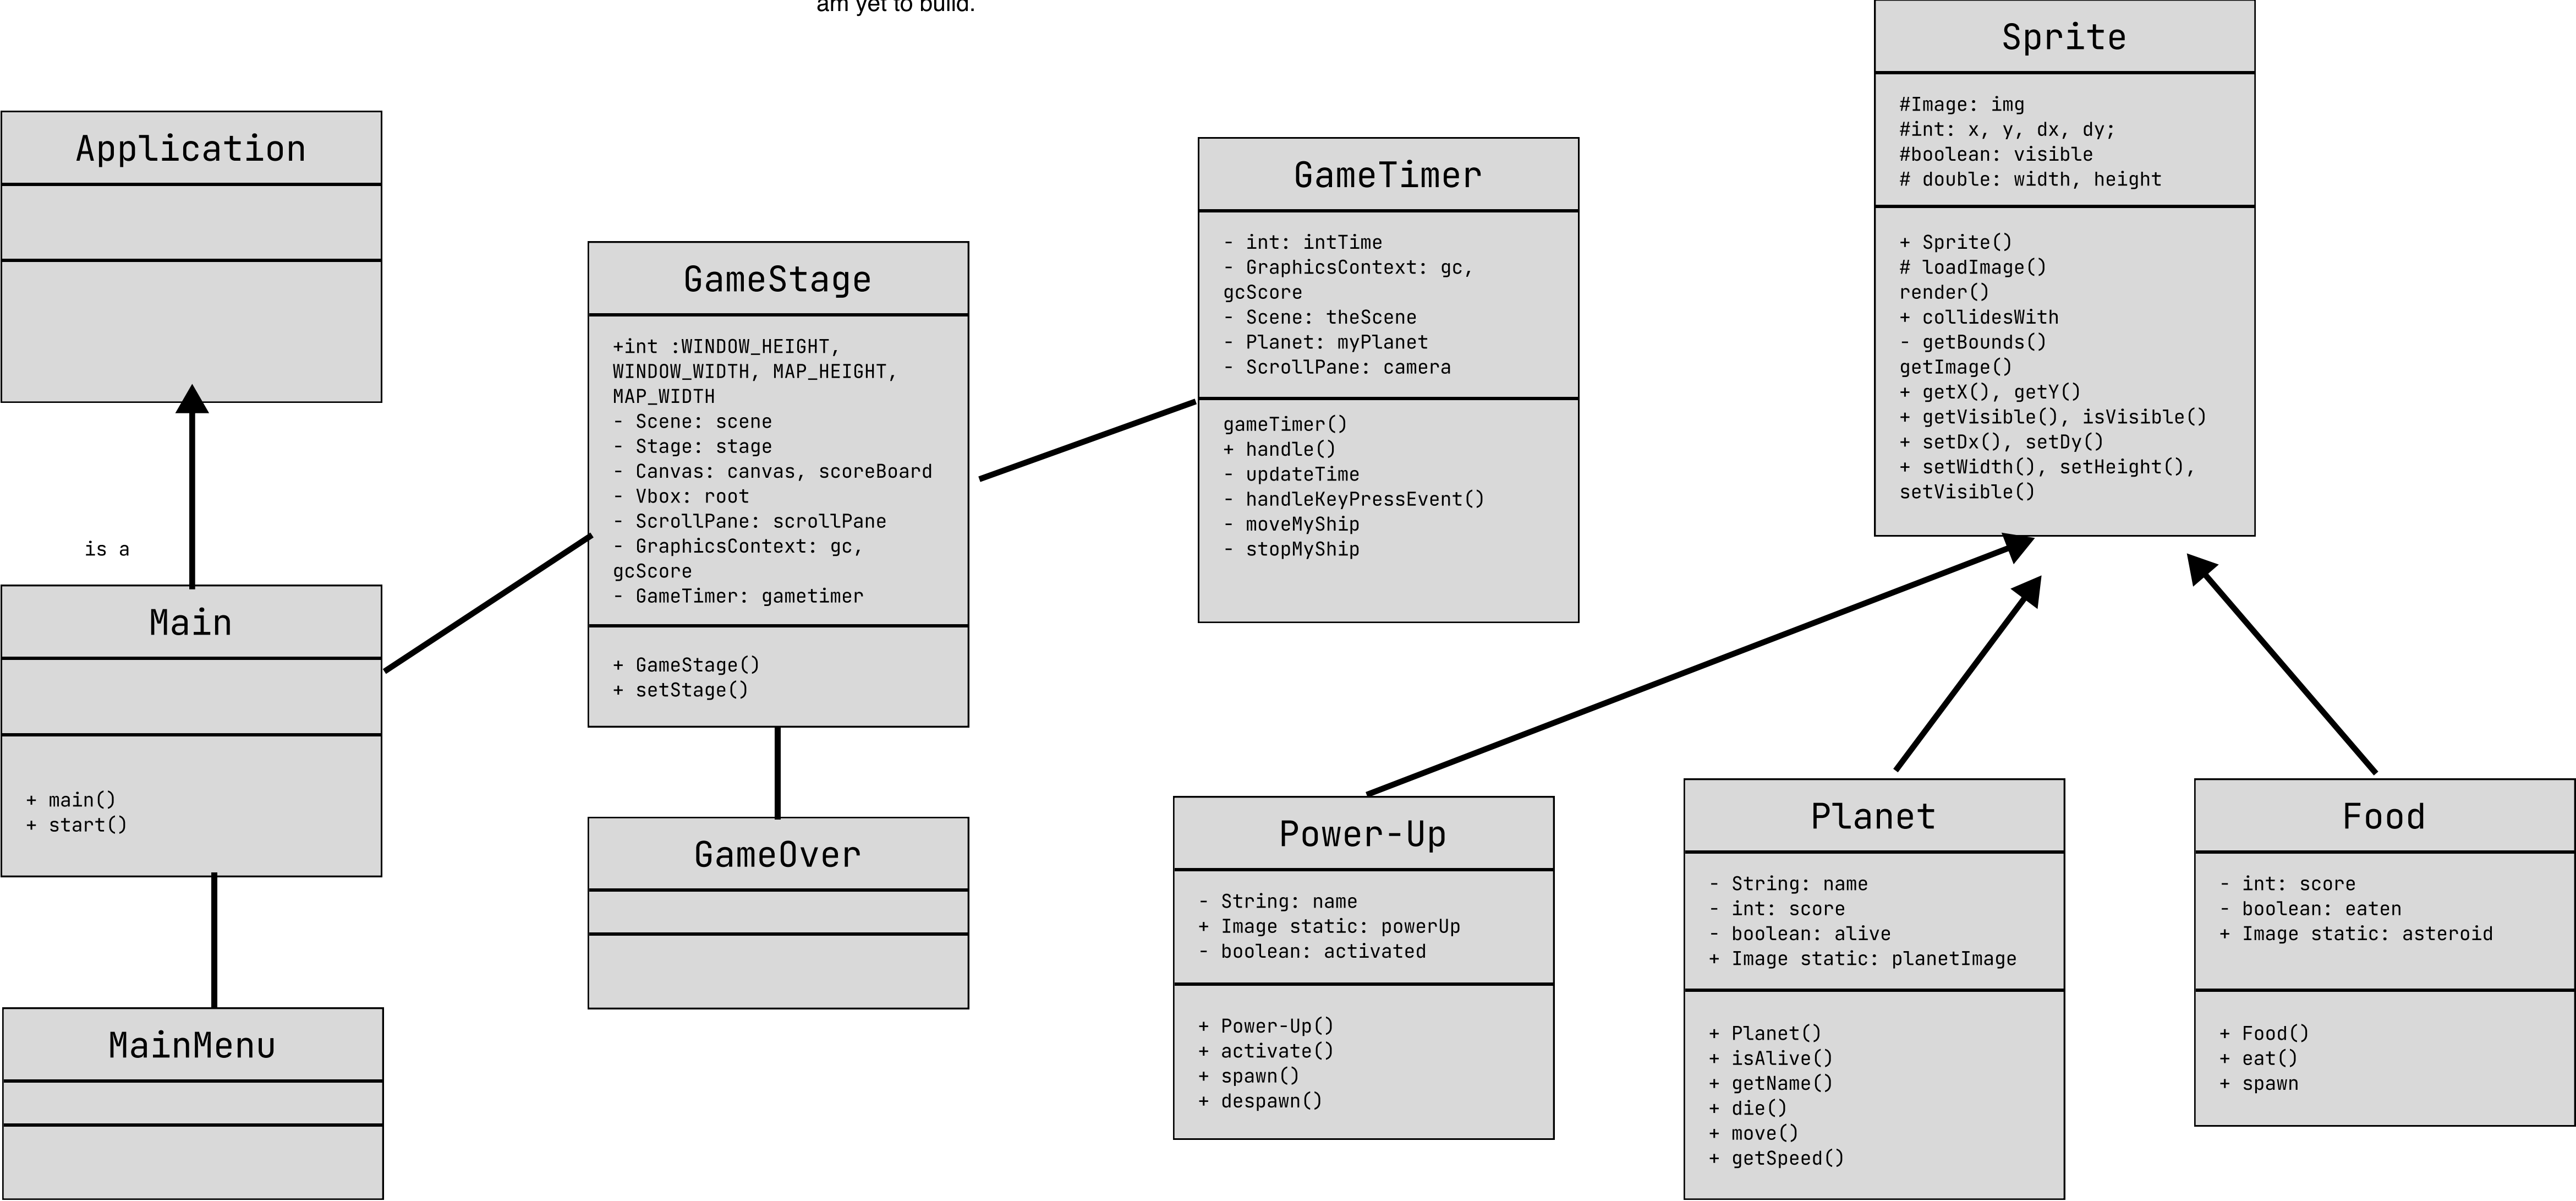 am yet to build.
Application
is a
Main
+ main()
+ start()
MainMenu
GameStage
+int :WINDOW_HEIGHT,
WINDOW_WIDTH, MAP_HEIGHT,
MAP_WIDTH
- Scene: scene
- Stage: stage
- Canvas: canvas, scoreBoard
- Vbox: root
- ScrollPane: scrollPane
- GraphicsContext: gc,
gcScore
- GameTimer: gametimer
+ GameStage()
+ setStage()
GameOver
GameTimer
- int: intTime
- GraphicsContext: gc,
gcScore
- Scene: theScene
- Planet: myPlanet
- ScrollPane: camera
gameTimer()
+ handle()
- updateTime
- handleKeyPressEvent()
- moveMyShip
- stopMyShip
Sprite
#Image: img
#int: x, y, dx, dy;
#boolean: visible
# double: width, height
+ Sprite()
# loadImage()
render()
+ collidesWith
- getBounds()
getImage()
+ getX(), getY()
+ getVisible(), isVisible()
+ setDx(), setDy()
+ setWidth(), setHeight(),
setVisible()
Power-Up
- String: name
+ Image static: powerUp
- boolean: activated
+ Power-Up()
+ activate()
+ spawn()
+ despawn()
Planet
- String: name
- int: score
- boolean: alive
+ Image static: planetImage
+ Planet()
+ isAlive()
+ getName()
+ die()
+ move()
+ getSpeed()
Food
- int: score
- boolean: eaten
+ Image static: asteroid
+ Food()
+ eat()
+ spawn